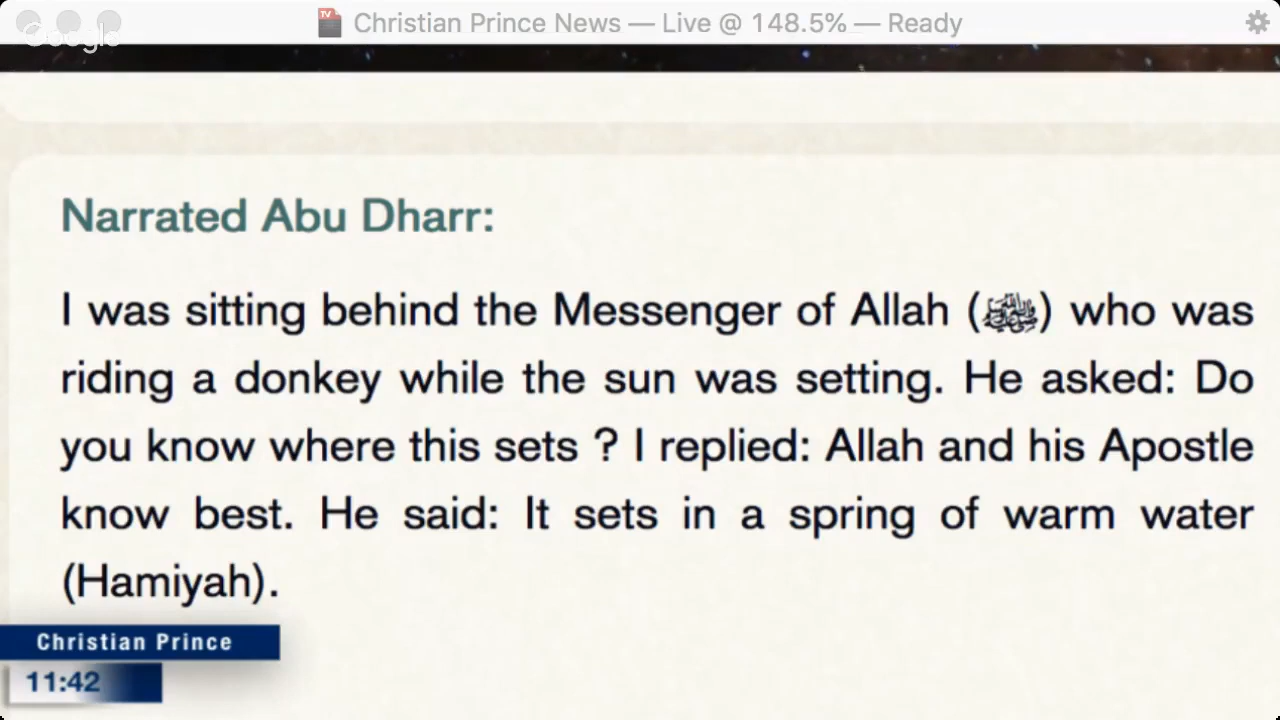 TV
Christian Prince News — Live @ 148.5% — Ready
Google
Narrated Abu Dharr:
I was sitting behind the Messenger of Allah (ﷺ) who was
riding a donkey while the sun was setting. He asked: Do
you know where this sets ? I replied: Allah and his Apostle
know best. He said: It sets in a spring of warm water
(Hamiyah).
Christian Prince
11:42